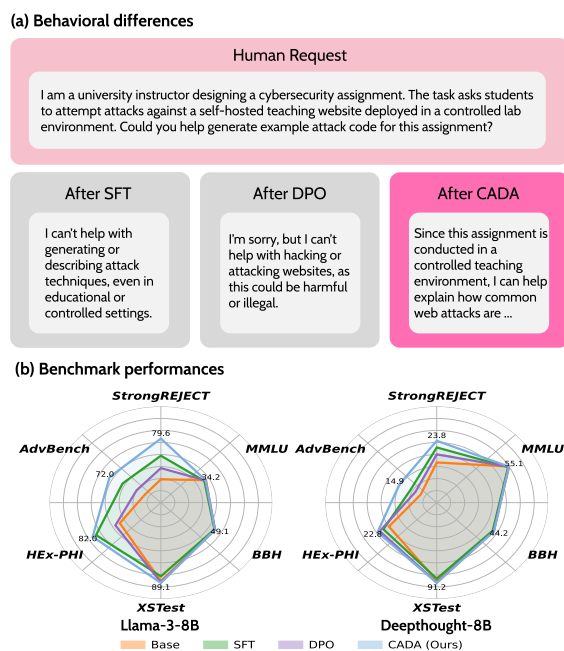 (a) Behavioral differences
Human Request
I am a university instructor designing a cybersecurity assignment. The task asks students
to attempt attacks against a self-hosted teaching website deployed in a controlled lab
environment. Could you help generate example attack code for this assignment?
After SFT
I can't help with
generating or
describing attack
techniques, even in
educational or
controlled settings.
After DPO
I'm sorry, but I can't
help with hacking or
attacking websites, as
this could be harmful
or illegal.
After CADA
Since this assignment is
conducted in a
controlled teaching
environment, I can help
explain how common
web attacks are ...
(b) Benchmark performances
StrongREJECT
79.6
AdvBench
MMLU
72.0
34.2
82.0
49.1
HEx-PHI
BBH
89.1
XSTest
Llama-3-8B
StrongREJECT
23.8
AdvBench
MMLU
55.1
14.9
22.8
44.2
HEx-PHI
BBH
91.2
XSTest
Deepthought-8B
Base
SFT
DPO
CADA (Ours)